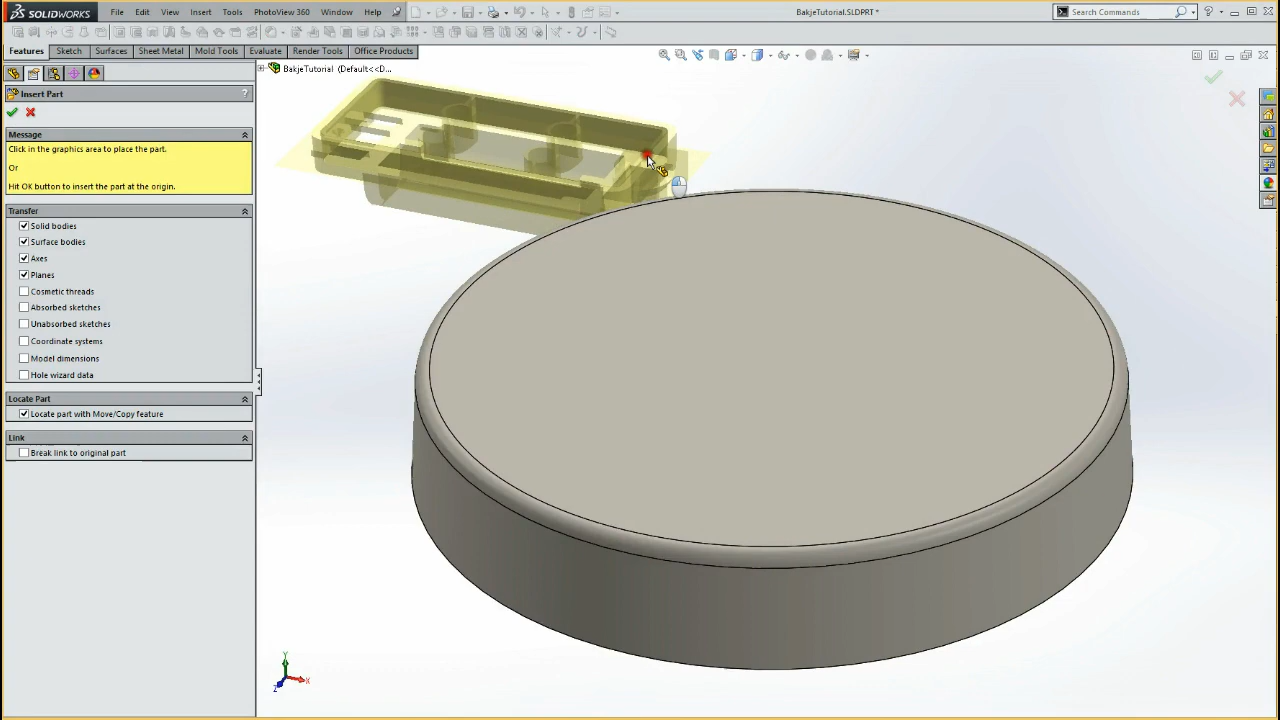 SOLIDWORKS File Edit View Insert Tools PhotoView 360 Window Help BakjeTutorial.SLDPRT * Search Commands
Features Sketch Surfaces Sheet Metal Mold Tools Evaluate Render Tools Office Products
BakjeTutorial (Default<<D...
Insert Part ?
Message
Click in the graphics area to place the part.
Or
Hit OK button to insert the part at the origin.
Transfer
Solid bodies
Surface bodies
Axes
Planes
Cosmetic threads
Absorbed sketches
Unabsorbed sketches
Coordinate systems
Model dimensions
Hole wizard data
Locate Part
Locate part with Move/Copy feature
Link
Break link to original part
Y
X
Z